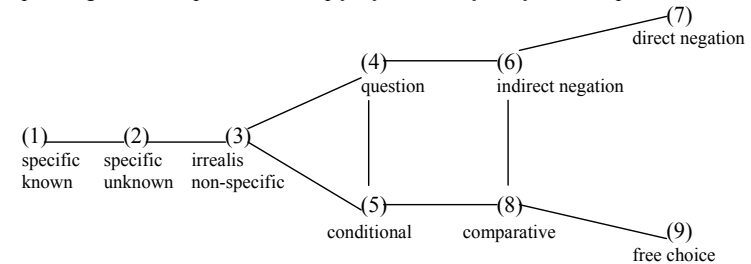 (7)
direct negation
(4)
(6)
question
indirect negation
(1)
(2)
(3)
specific
known
specific
unknown
irrealis
non-specific
(5)
(8)
conditional
comparative
(9)
free choice